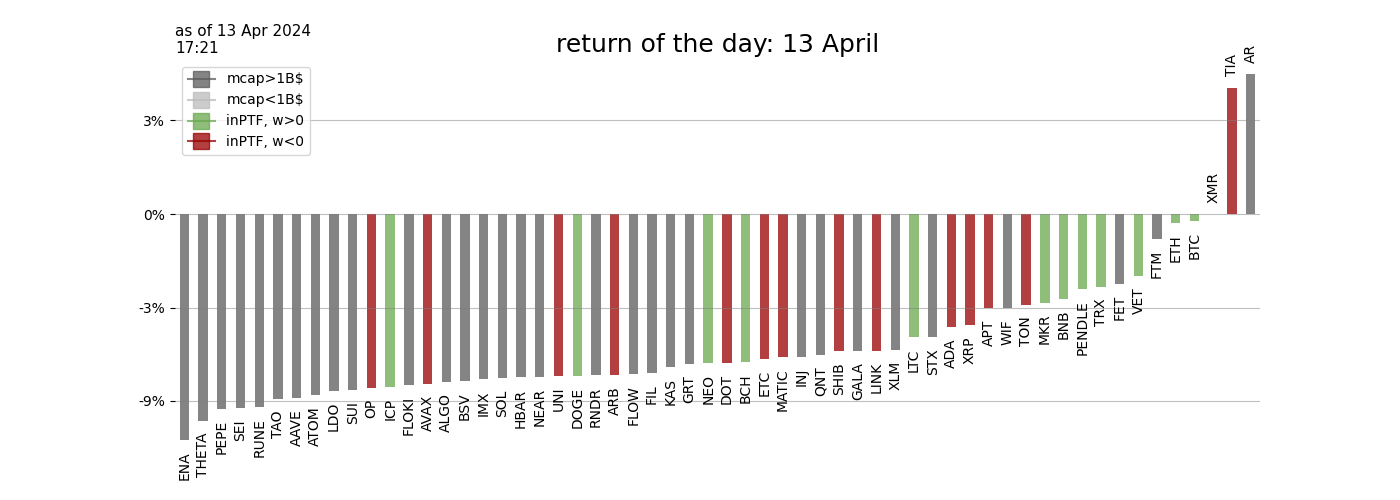 as of 13 Apr 2024
17:21
return of the day: 13 April
mcap>1B$
mcap<1B$
inPTF, w>0
inPTF, w<0
3%
0%
-3%
-9%
ENA
THETA
PEPE
SEI
RUNE
TAO
AAVE
ATOM
LDO
SUI
OP
ICP
FLOKI
AVAX
ALGO
BSV
IMX
SOL
HBAR
NEAR
UNI
DOGE
RNDR
ARB
FLOW
FIL
KAS
GRT
NEO
DOT
BCH
ETC
MATIC
INJ
QNT
SHIB
GALA
LINK
XLM
LTC
STX
ADA
XRP
APT
WIF
TON
MKR
BNB
PENDLE
TRX
FET
VET
FTM
ETH
BTC
XMR
TIA
AR